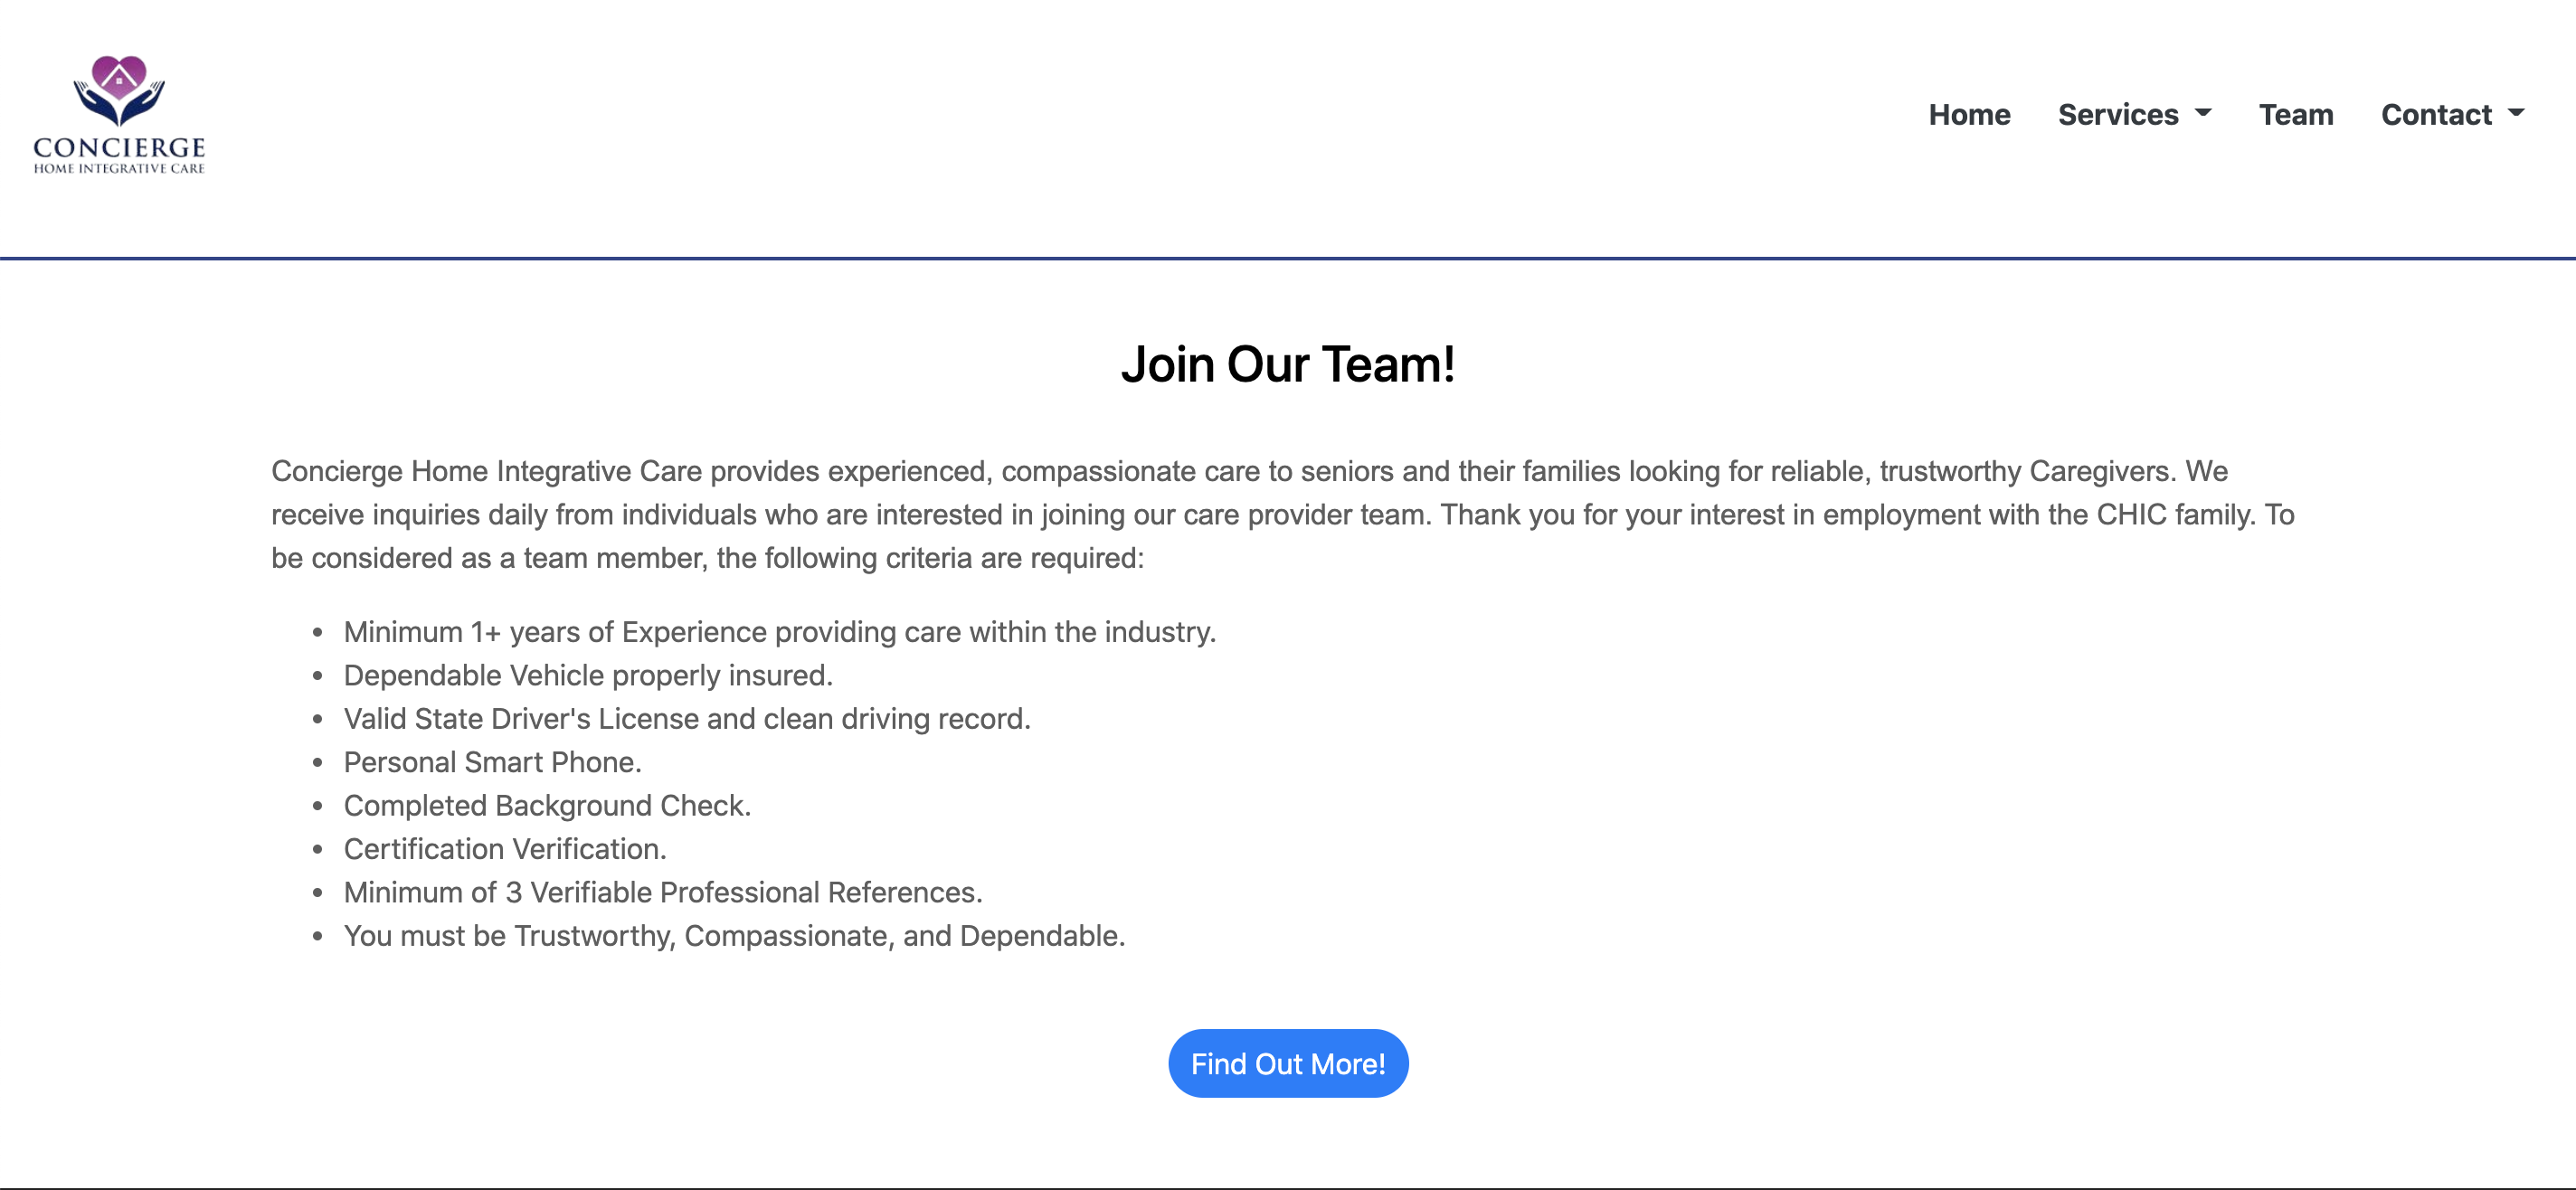 CONCIERGE
HOME INTEGRATIVE CARE
Home Services Team Contact
Join Our Team!
Concierge Home Integrative Care provides experienced, compassionate care to seniors and their families looking for reliable, trustworthy Caregivers. We
receive inquiries daily from individuals who are interested in joining our care provider team. Thank you for your interest in employment with the CHIC family. To
be considered as a team member, the following criteria are required:
• Minimum 1+ years of Experience providing care within the industry.
• Dependable Vehicle properly insured.
• Valid State Driver's License and clean driving record.
• Personal Smart Phone.
• Completed Background Check.
• Certification Verification.
• Minimum of 3 Verifiable Professional References.
• You must be Trustworthy, Compassionate, and Dependable.
Find Out More!